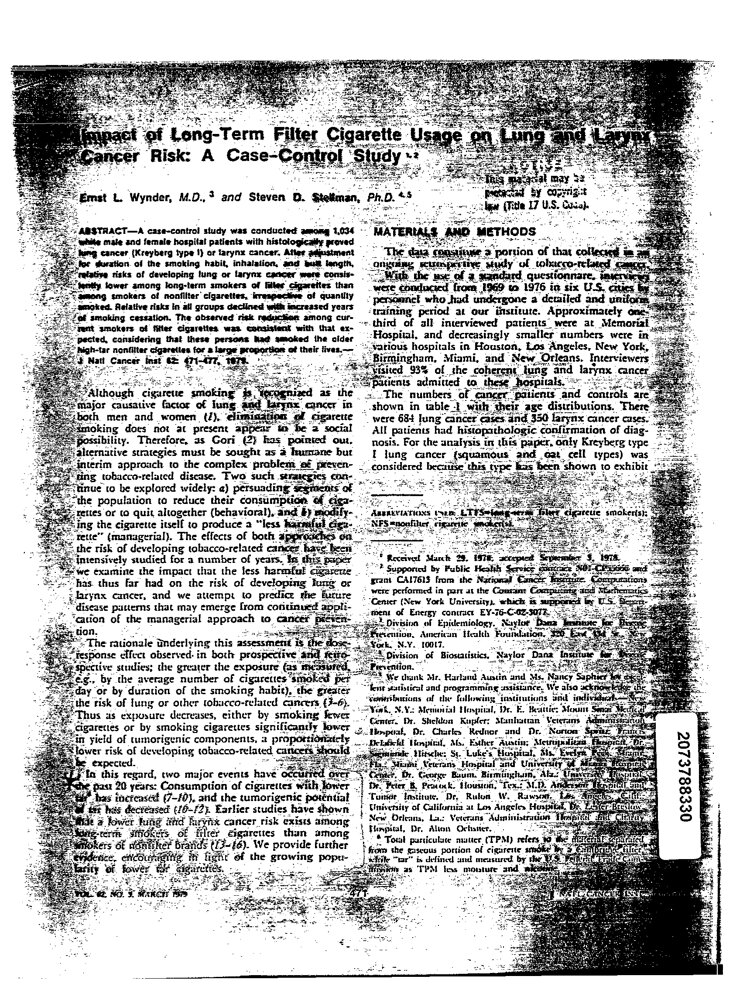 Impact of Long-Term Filter Cigarette Usage on Lung and Larynx
Cancer Risk: A Case-Control Study 1,2
This material may be
protected by copyright
law (Title 17 U.S. Code).
Ernst L. Wynder, M.D., 3 and Steven D. Stellman, Ph.D. 4,5
ABSTRACT—A case-control study was conducted among 1,034
white male and female hospital patients with histologically proved
lung cancer (Kreyberg type I) or larynx cancer. After adjustment
for duration of the smoking habit, inhalation, and butt length,
relative risks of developing lung or larynx cancer were consis-
tently lower among long-term smokers of filter cigarettes than
among smokers of nonfilter cigarettes, irrespective of quantity
smoked. Relative risks in all groups declined with increased years
of smoking cessation. The observed risk reduction among cur-
rent smokers of filter cigarettes was consistent with that ex-
pected, considering that these persons had smoked the older
high-tar nonfilter cigarettes for a large proportion of their lives.—
J Natl Cancer Inst 62: 471-477, 1979.
Although cigarette smoking is recognized as the
major causative factor of lung and larynx cancer in
both men and women (1), elimination of cigarette
smoking does not at present appear to be a social
possibility. Therefore, as Gori (2) has pointed out,
alternative strategies must be sought as a humane but
interim approach to the complex problem of preven-
ting tobacco-related disease. Two such strategies con-
tinue to be explored widely: a) persuading segments of
the population to reduce their consumption of ciga-
rettes or to quit altogether (behavioral), and b) modify-
ing the cigarette itself to produce a "less harmful ciga-
rette" (managerial). The effects of both approaches on
the risk of developing tobacco-related cancer have been
intensively studied for a number of years. In this paper
we examine the impact that the less harmful cigarette
has thus far had on the risk of developing lung or
larynx cancer, and we attempt to predict the future
disease patterns that may emerge from continued appli-
cation of the managerial approach to cancer preven-
tion.
The rationale underlying this assessment is the dose-
response effect observed in both prospective and retro-
spective studies; the greater the exposure (as measured,
e.g., by the average number of cigarettes smoked per
day or by duration of the smoking habit), the greater
the risk of lung or other tobacco-related cancers (3-6).
Thus as exposure decreases, either by smoking fewer
cigarettes or by smoking cigarettes significantly lower
in yield of tumorigenic components, a proportionately
lower risk of developing tobacco-related cancers should
be expected.
In this regard, two major events have occurred over
the past 20 years: Consumption of cigarettes with lower
"tar" has increased (7-10), and the tumorigenic potential
of tar has decreased (10-12). Earlier studies have shown
that a lower lung and larynx cancer risk exists among
long-term smokers of filter cigarettes than among
smokers of nonfilter brands (13-16). We provide further
evidence, encouraging in light of the growing popu-
larity of lower tar cigarettes.
MATERIALS AND METHODS
The data constitute a portion of that collected in an
ongoing retrospective study of tobacco-related cancer.
With the use of a standard questionnare, interviews
were conducted from 1969 to 1976 in six U.S. cities by
personnel who had undergone a detailed and uniform
training period at our institute. Approximately one-
third of all interviewed patients were at Memorial
Hospital, and decreasingly smaller numbers were in
various hospitals in Houston, Los Angeles, New York,
Birmingham, Miami, and New Orleans. Interviewers
visited 93% of the coherent lung and larynx cancer
patients admitted to these hospitals.
The numbers of cancer patients and controls are
shown in table 1 with their age distributions. There
were 684 lung cancer cases and 350 larynx cancer cases.
All patients had histopathologic confirmation of diag-
nosis. For the analysis in this paper, only Kreyberg type
I lung cancer (squamous and oat cell types) was
considered because this type has been shown to exhibit
ABBREVIATIONS USED: LTFS=long-term filter cigarette smoker(s);
NFS=nonfilter cigarette smoker(s).
1 Received March 29, 1978; accepted September 5, 1978.
2 Supported by Public Health Service contract and
grant CA17613 from the National Cancer Institute. Computations
were performed in part at the Courant Computing and Mathematics
Center (New York University), which is supported by U.S. Depart-
ment of Energy contract EY-76-C-02-3077.
3 Division of Epidemiology, Naylor Dana Institute for Disease
Prevention, American Health Foundation, 320 East St., New
York, N.Y. 10017.
4 Division of Biostatistics, Naylor Dana Institute for Disease
Prevention.
5 We thank Mr. Harland Austin and Ms. Nancy Saphier for
lent statistical and programming assistance. We also acknowledge the
contributions of the following institutions and individuals: New
York, N.Y.: Memorial Hospital, Dr. E. Beattie; Mount Sinai Medical
Center, Dr. Sheldon Kupfer; Manhattan Veterans Administration
Hospital, Dr. Charles Rednor and Dr. Norton Spritz; Francis
Delafield Hospital, Ms. Esther Austin; Metropolitan Hospital, Dr.
Hirsche; St. Luke's Hospital, Ms. Evelyn
Fla.: Miami Veterans Hospital and University of Miami Hospital
Center, Dr. George Baum. Birmingham, Ala.: University Hospital,
Dr. Peter B. Peacock. Houston, Tex.: M.D. Anderson Hospital and
Tumor Institute, Dr. Rulon W. Rawson. Los Angeles, Calif.:
University of California at Los Angeles Hospital, Dr. Lester Breslow.
New Orleans, La.: Veterans Administration Hospital and Charity
Hospital, Dr. Alton Ochsner.
6 Total particulate matter (TPM) refers to the material separated
from the gaseous portion of cigarette smoke by a Cambridge filter
while "tar" is defined and measured by the U.S. Federal Trade Com-
mission as TPM less moisture and nicotine.
VOL. 62, NO. 3, MARCH 1979
471
J NATL CANCER INST
2073788330